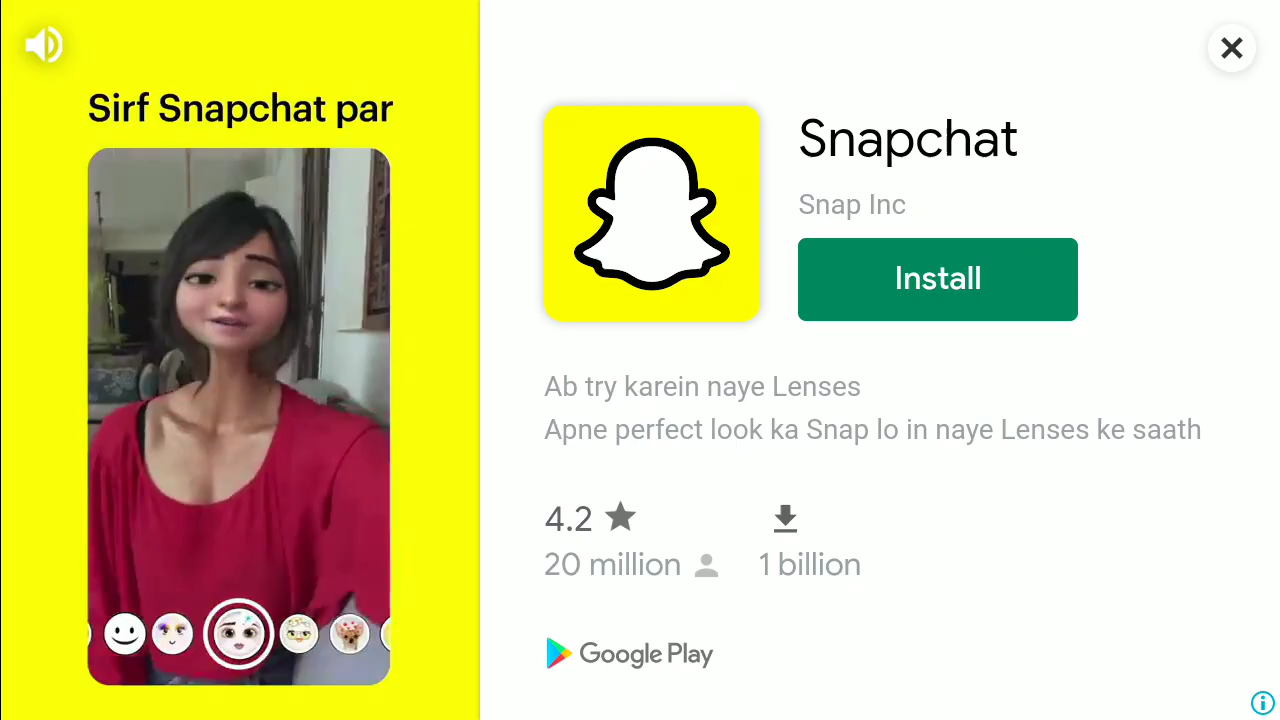 Sirf Snapchat par
Snapchat
Snap Inc
Install
Ab try karein naye Lenses
Apne perfect look ka Snap lo in naye Lenses ke saath
4.2
20 million
1 billion
Google Play